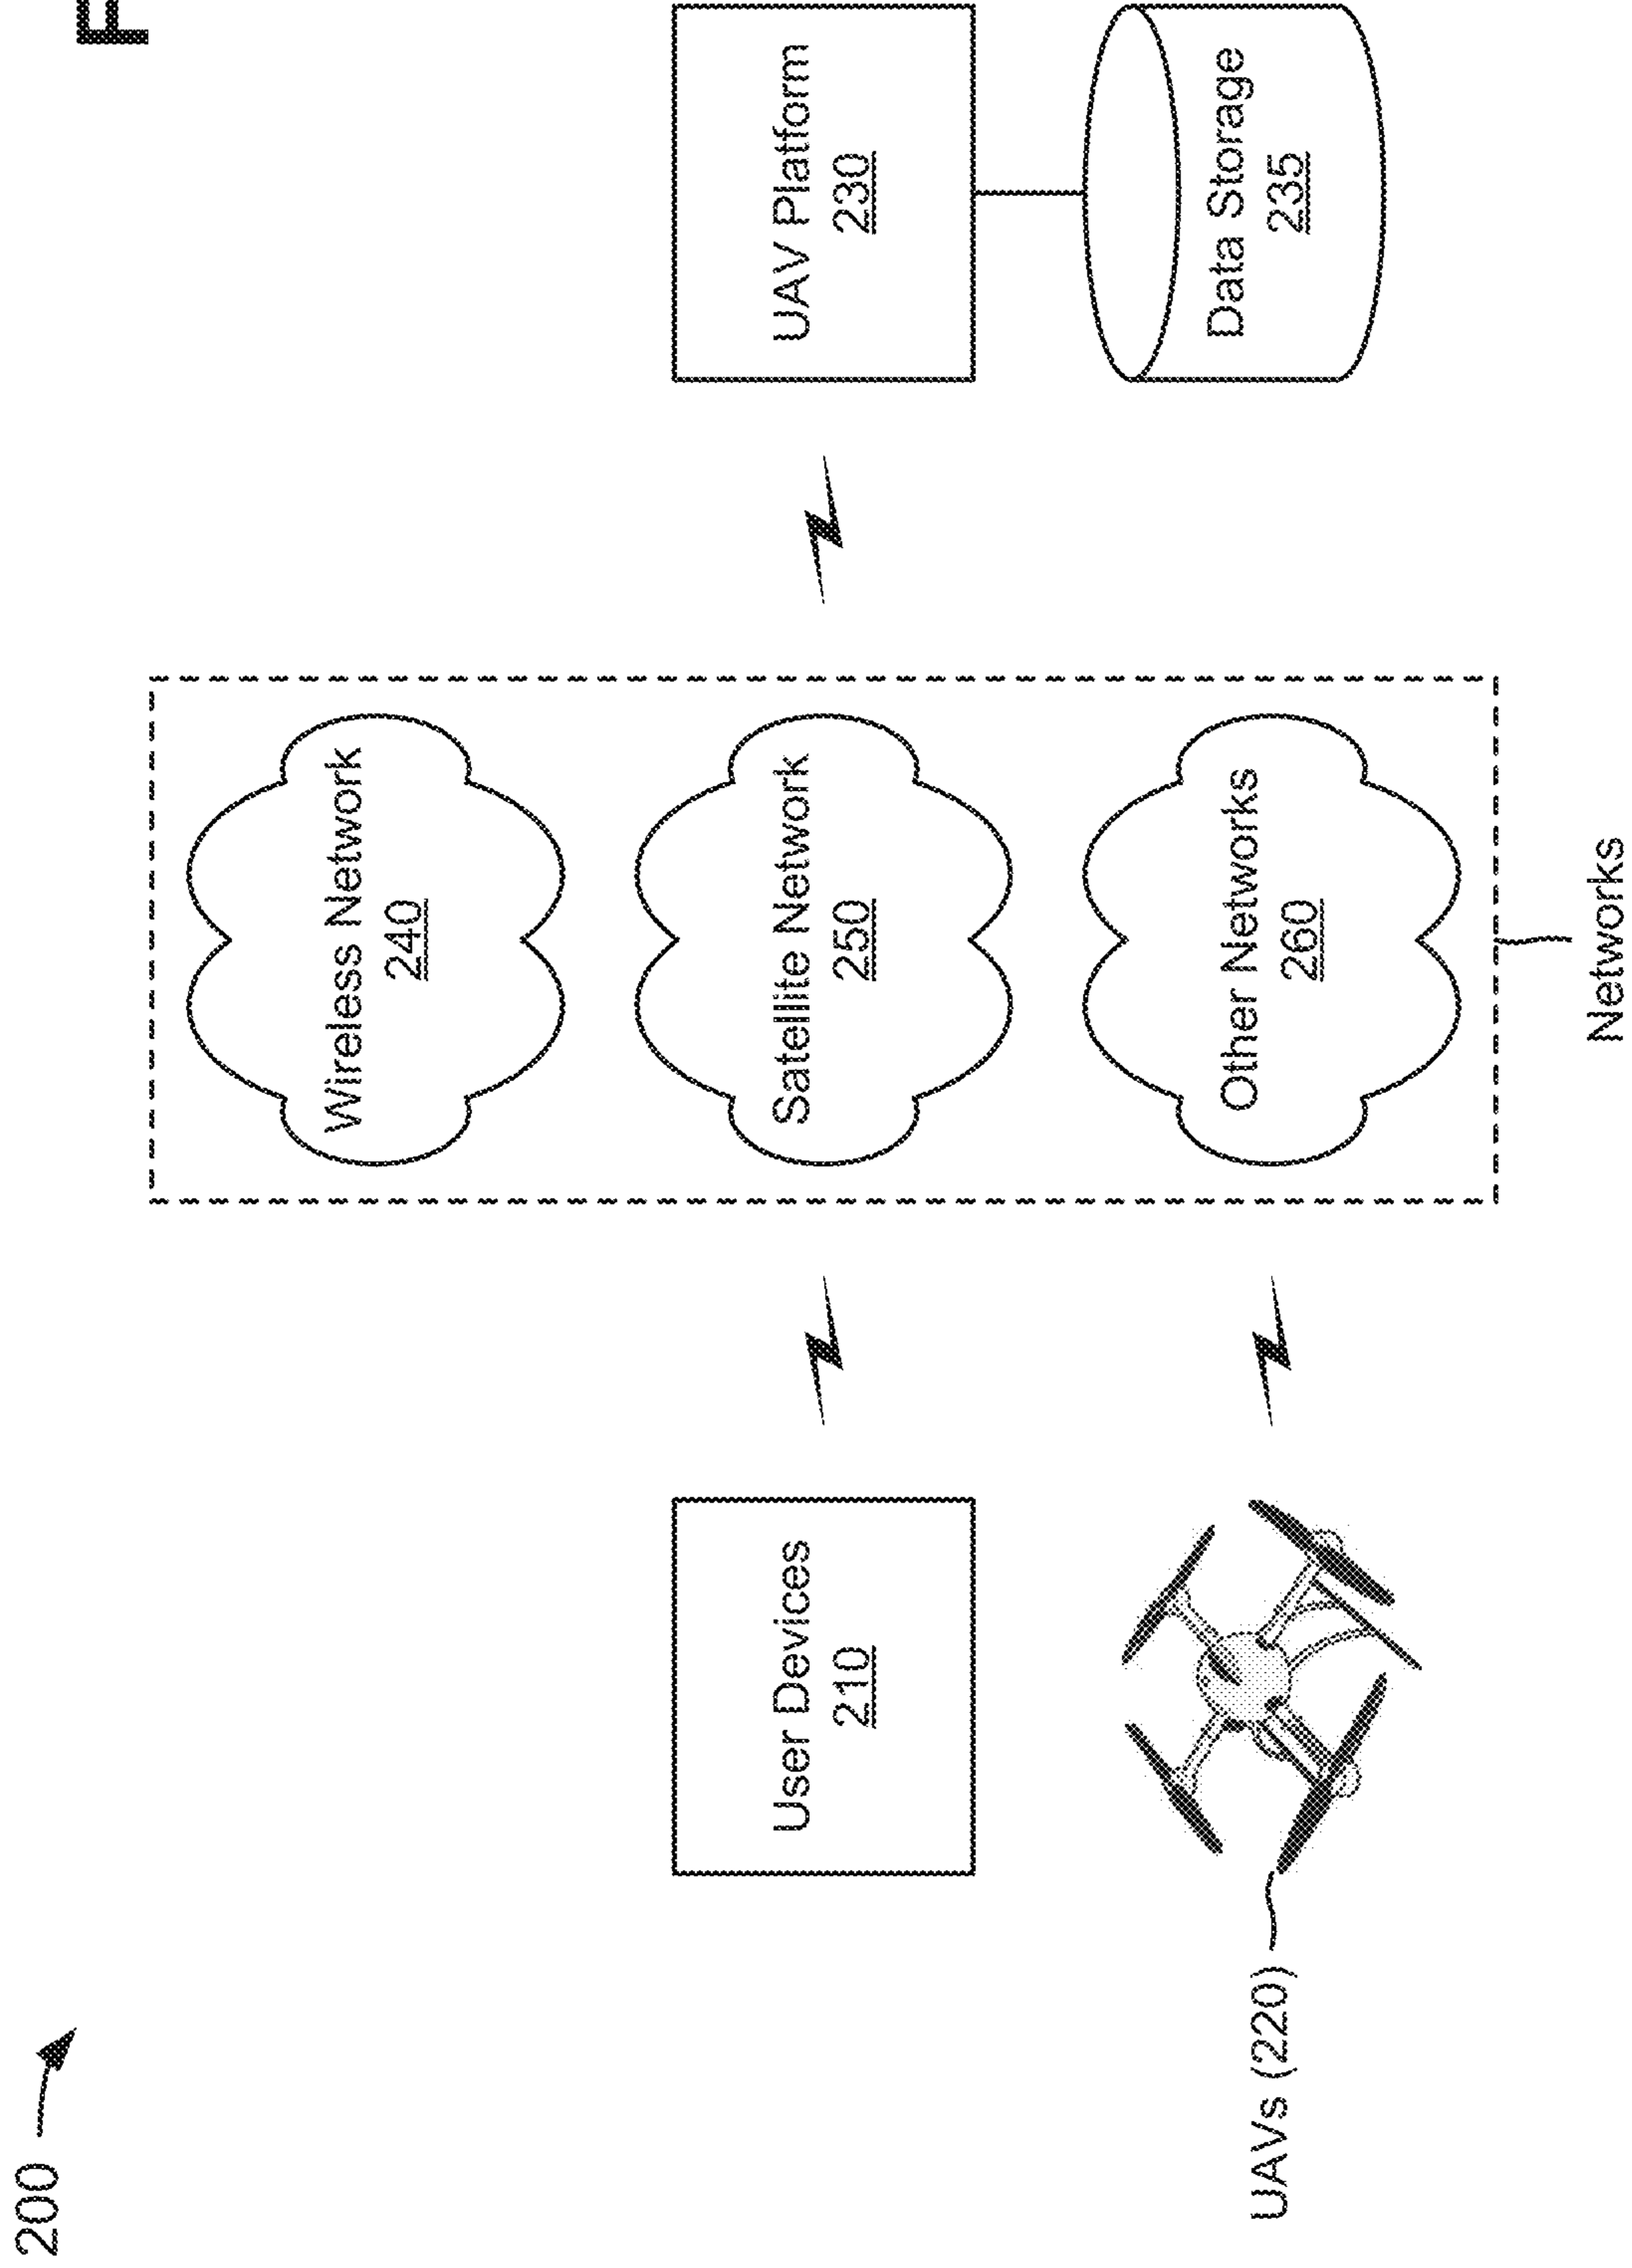 200
F
Wireless Network
240
User Devices
210
Satellite Network
250
UAV Platform
230
UAVs (220)
Other Networks
260
Data Storage
235
Networks